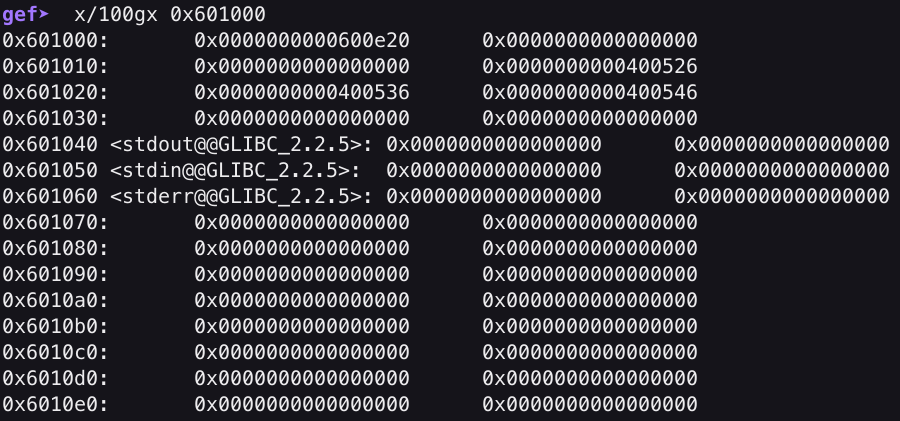 gef➤  x/100gx 0x601000
0x601000:       0x0000000000600e20      0x0000000000000000
0x601010:       0x0000000000000000      0x0000000000400526
0x601020:       0x0000000000400536      0x0000000000400546
0x601030:       0x0000000000000000      0x0000000000000000
0x601040 <stdout@@GLIBC_2.2.5>: 0x0000000000000000      0x0000000000000000
0x601050 <stdin@@GLIBC_2.2.5>:  0x0000000000000000      0x0000000000000000
0x601060 <stderr@@GLIBC_2.2.5>: 0x0000000000000000      0x0000000000000000
0x601070:       0x0000000000000000      0x0000000000000000
0x601080:       0x0000000000000000      0x0000000000000000
0x601090:       0x0000000000000000      0x0000000000000000
0x6010a0:       0x0000000000000000      0x0000000000000000
0x6010b0:       0x0000000000000000      0x0000000000000000
0x6010c0:       0x0000000000000000      0x0000000000000000
0x6010d0:       0x0000000000000000      0x0000000000000000
0x6010e0:       0x0000000000000000      0x0000000000000000